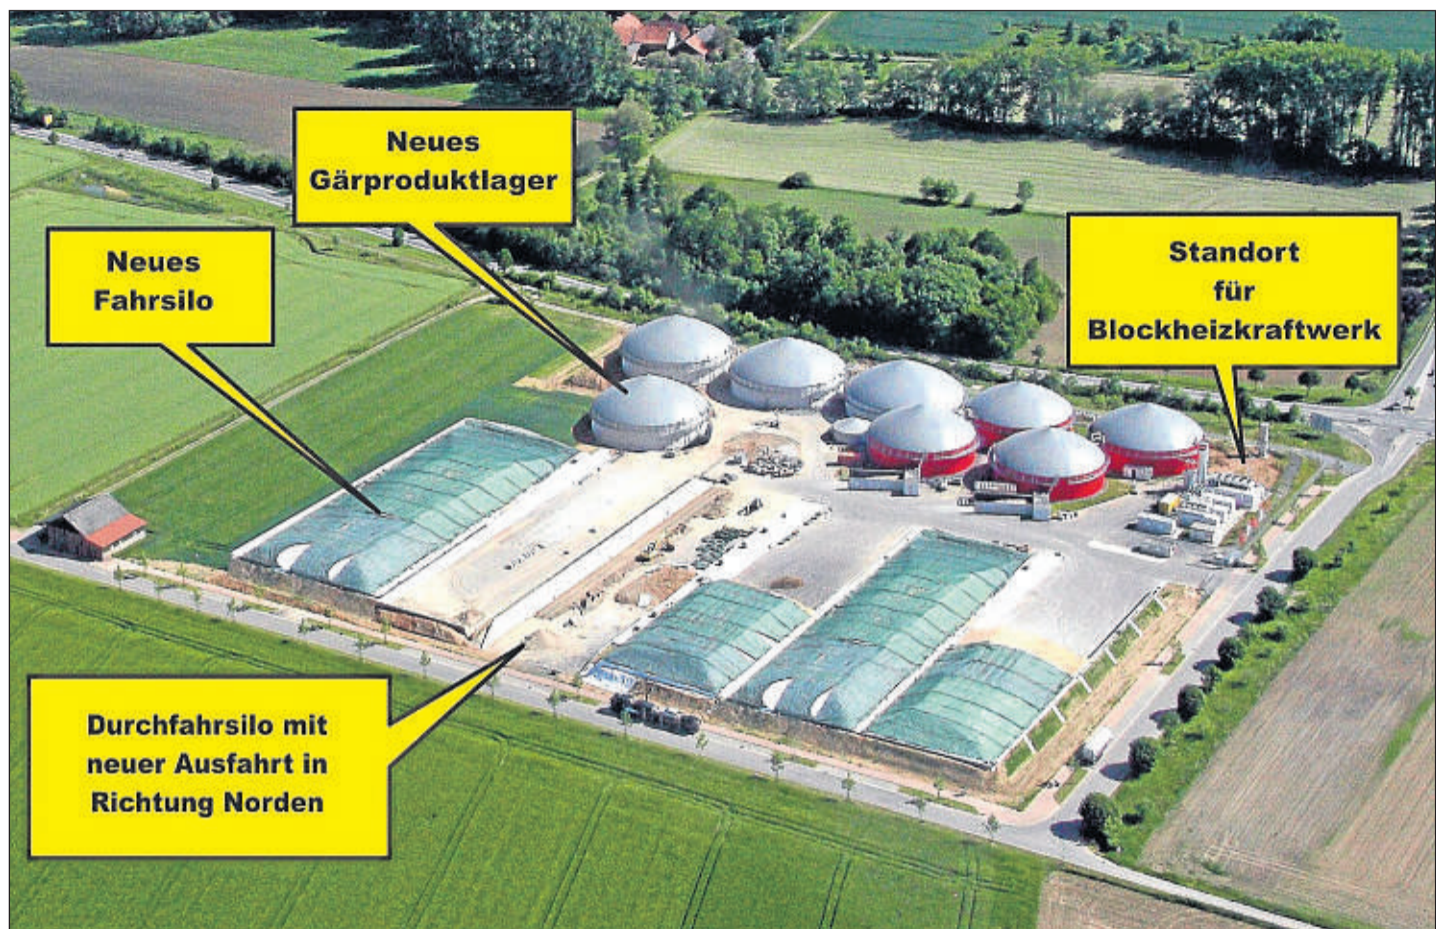 Neues
Gärproduktlager
Neues
Fahrsilo
Standort
für
Blockheizkraftwerk
Durchfahrsilo mit
neuer Ausfahrt in
Richtung Norden